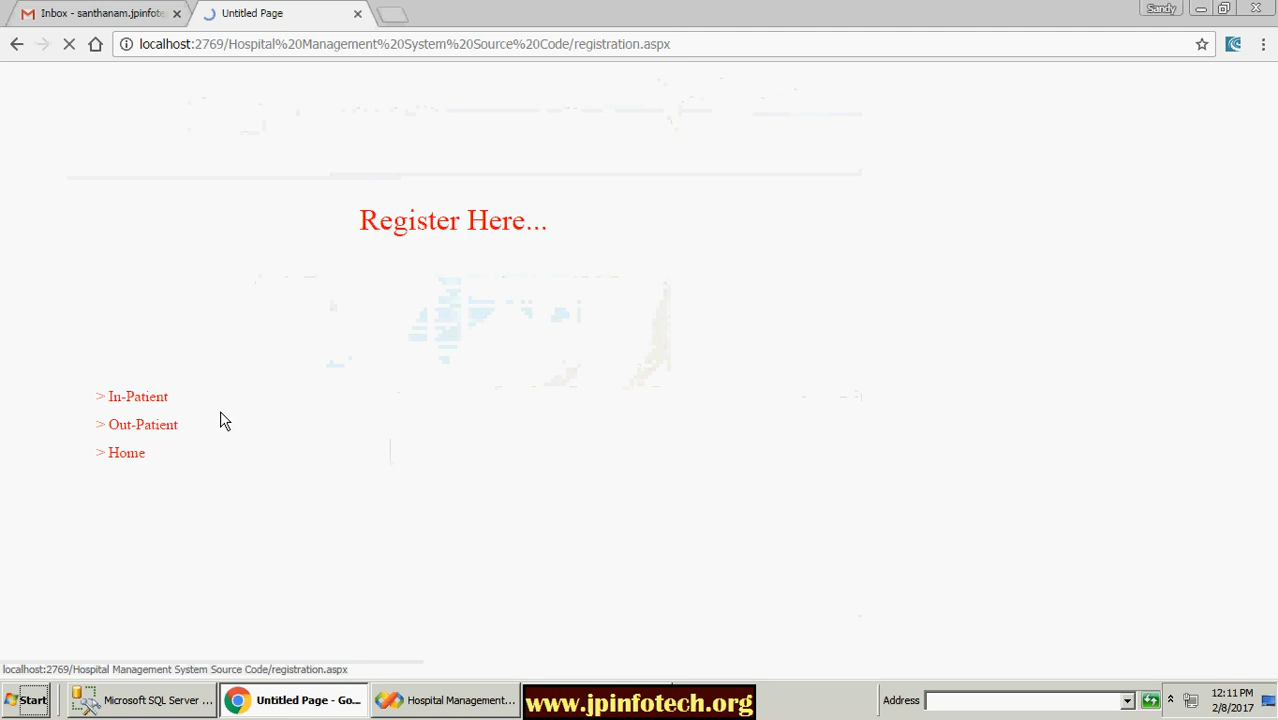 Inbox - santhanam.jpinfote
Untitled Page
Sandy
localhost:2769/Hospital%20Management%20System%20Source%20Code/registration.aspx
Register Here...
> In-Patient
> Out-Patient
> Home
localhost:2769/Hospital Management System Source Code/registration.aspx
Start
Microsoft SQL Server ...
Untitled Page - Go...
Hospital Management...
www.jpinfotech.org
Address
12:11 PM
2/8/2017